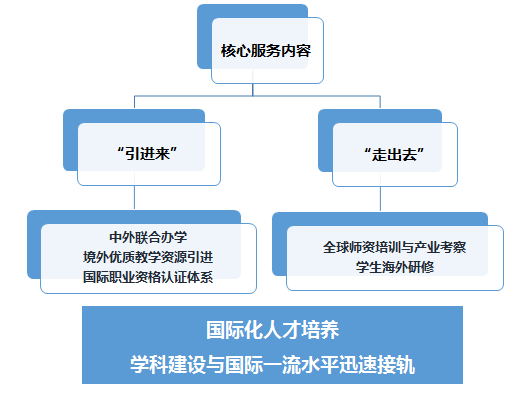 核心服务内容
“引进来”
“走出去”
中外联合办学
境外优质教学资源引进
国际职业资格认证体系
全球师资培训与产业考察
学生海外研修
国际化人才培养
学科建设与国际一流水平迅速接轨